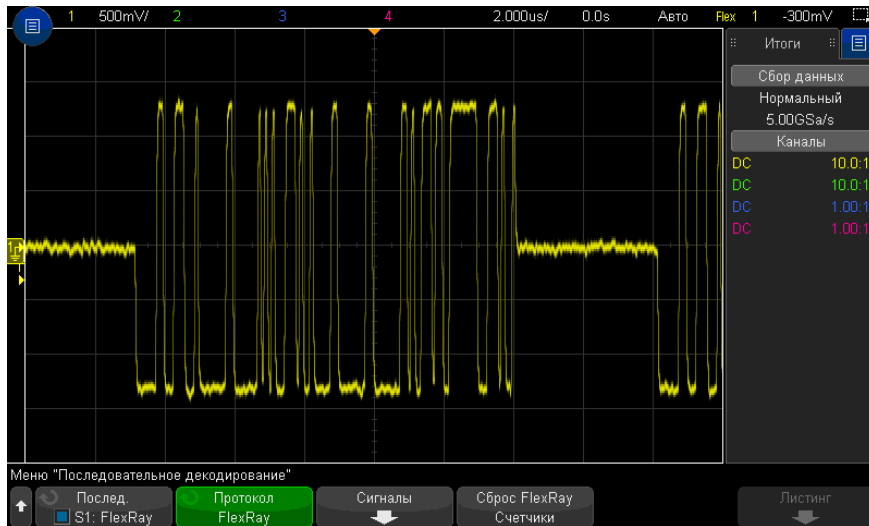 1 500mV/ 2 3 4 2.000us/ 0.0s Авто Flex 1 -300mV
Итоги
Сбор данных
Нормальный
5.00GSa/s
Каналы
DC 10.0:1
DC 10.0:1
DC 1.00:1
DC 1.00:1
1
Меню "Последовательное декодирование"
Послед.
S1: FlexRay
Протокол
FlexRay
Сигналы
Сброс FlexRay
Счетчики
Листинг